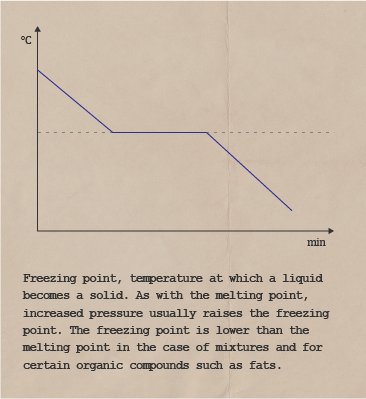 °C
min
Freezing point, temperature at which a liquid
becomes a solid. As with the melting point,
increased pressure usually raises the freezing
point. The freezing point is lower than the
melting point in the case of mixtures and for
certain organic compounds such as fats.